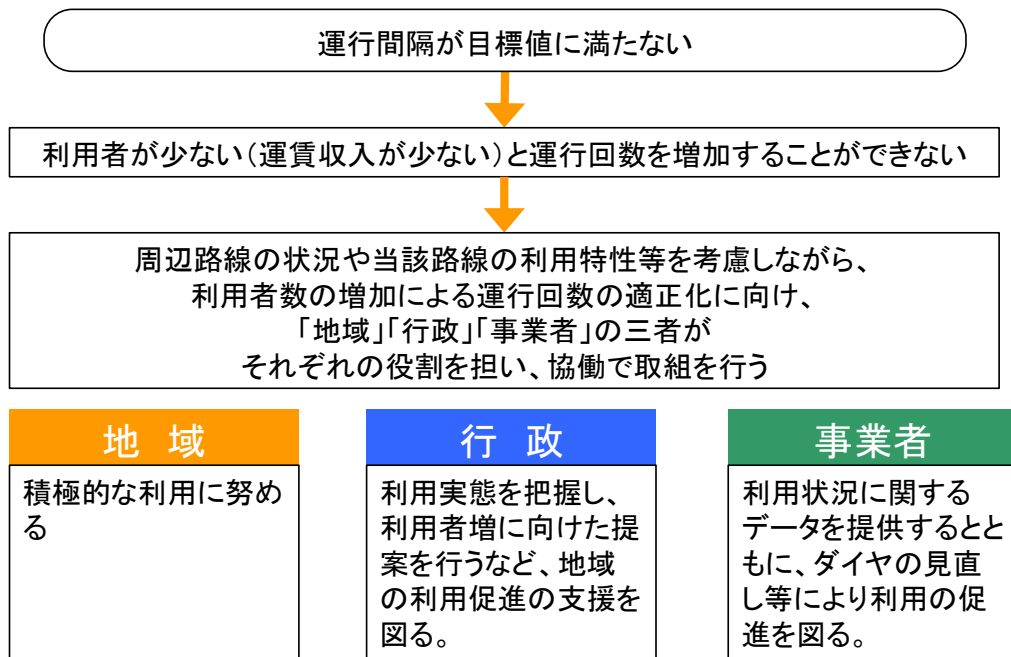 運行間隔が目標値に満たない
利用者が少ない(運賃収入が少ない)と運行回数を増加することができない
周辺路線の状況や当該路線の利用特性等を考慮しながら、
利用者数の増加による運行回数の適正化に向け、
「地域」「行政」「事業者」の三者が
それぞれの役割を担い、協働で取組を行う
地 域
積極的な利用に努め
る
行 政
利用実態を把握し、
利用者増に向けた提
案を行うなど、地域
の利用促進の支援を
図る。
事業者
利用状況に関する
データを提供するとと
もに、ダイヤの見直
し等により利用の促
進を図る。